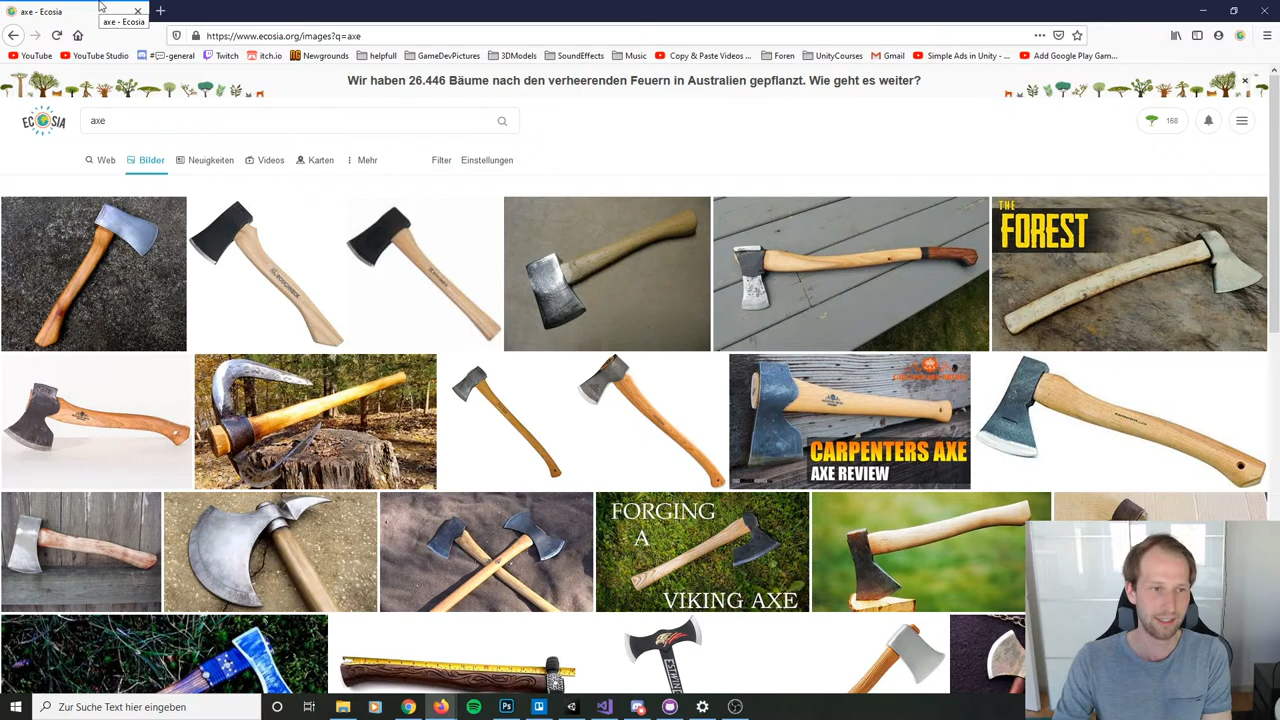 axe - Ecosia
axe - Ecosia
https://www.ecosia.org/images?q=axe
YouTube
YouTube Studio
#💬-general
Twitch
itch.io
Newgrounds
helpfull
GameDevPictures
3DModels
SoundEffects
Music
Copy & Paste Videos ...
Foren
UnityCourses
Gmail
Simple Ads in Unity -...
Add Google Play Gam...
Wir haben 26.446 Bäume nach den verheerenden Feuern in Australien gepflanzt. Wie geht es weiter?
ECOSIA
axe
168
Web
Bilder
Neuigkeiten
Videos
Karten
Mehr
Filter
Einstellungen
THE
FOREST
CARPENTERS AXE
AXE REVIEW
FORGING
A
VIKING AXE
ESTWING
Zur Suche Text hier eingeben